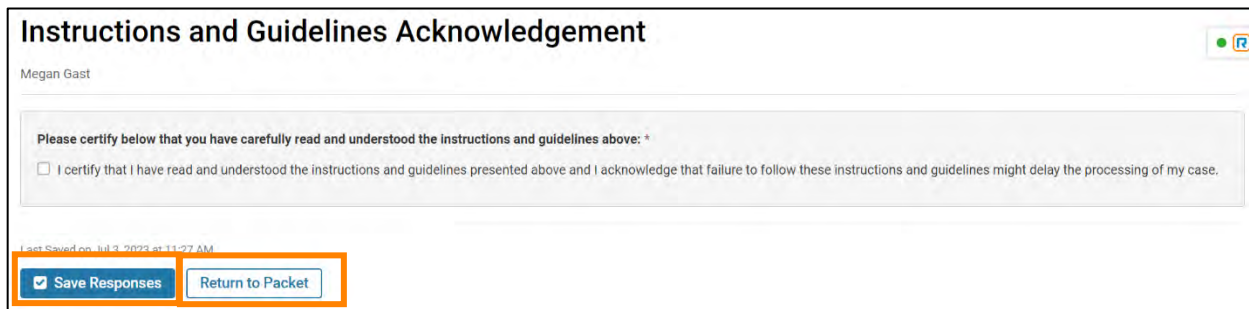 Instructions and Guidelines Acknowledgement
R
Megan Gast
Please certify below that you have carefully read and understood the instructions and guidelines above: *
I certify that I have read and understood the instructions and guidelines presented above and I acknowledge that failure to follow these instructions and guidelines might delay the processing of my case.
Last Saved on Jul 3, 2023 at 11:27 AM
Save Responses
Return to Packet